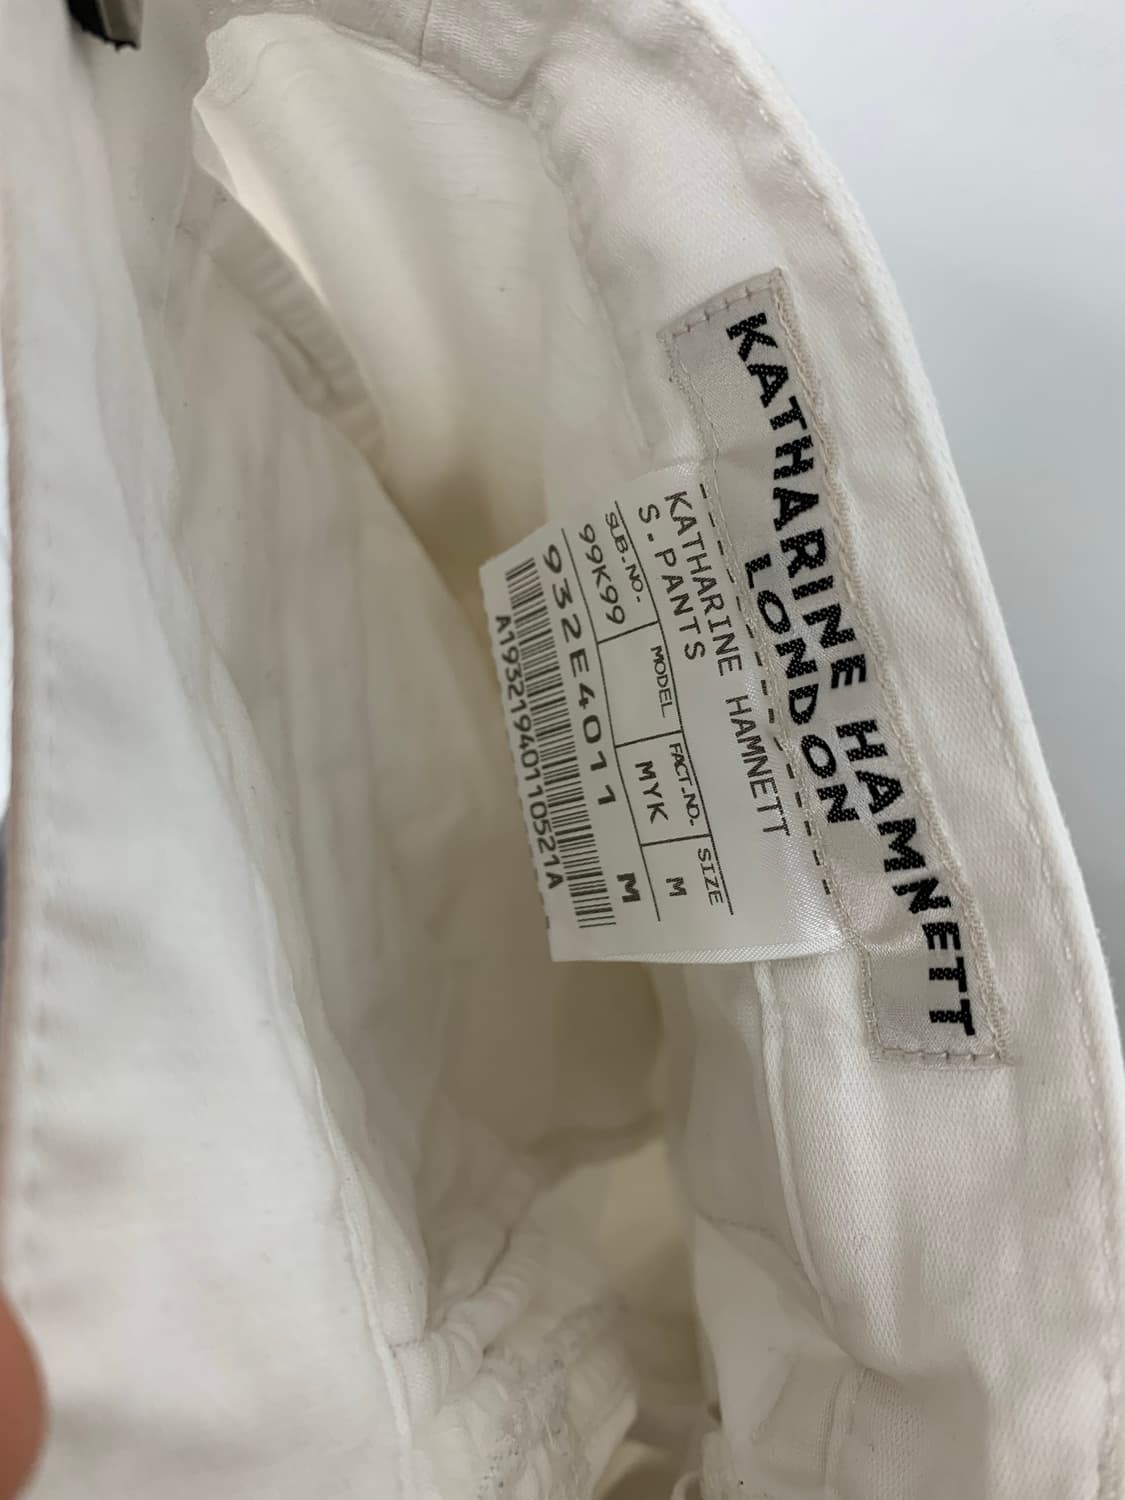 KATHARINE HAMNETT
LONDON
KATHARINE HAMNETT
S.PANTS
SUB.NO. MODEL FACT.NO. SIZE
99K99 MYK M
932E4011 M
A19321940110521A